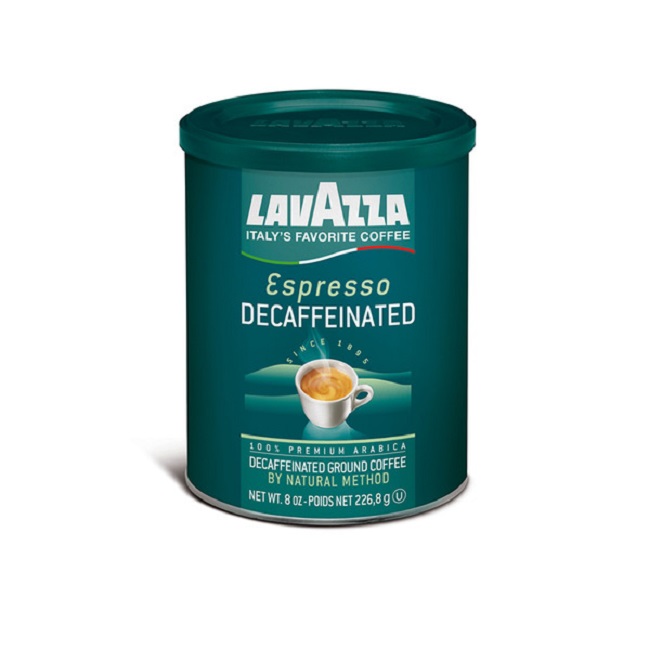 LAVAZZA
ITALY'S FAVORITE COFFEE
Espresso
DECAFFEINATED
SINCE 1895
100% PREMIUM ARABICA
DECAFFEINATED GROUND COFFEE
BY NATURAL METHOD
NET WT. 8 OZ - POIDS NET 226,8 g U